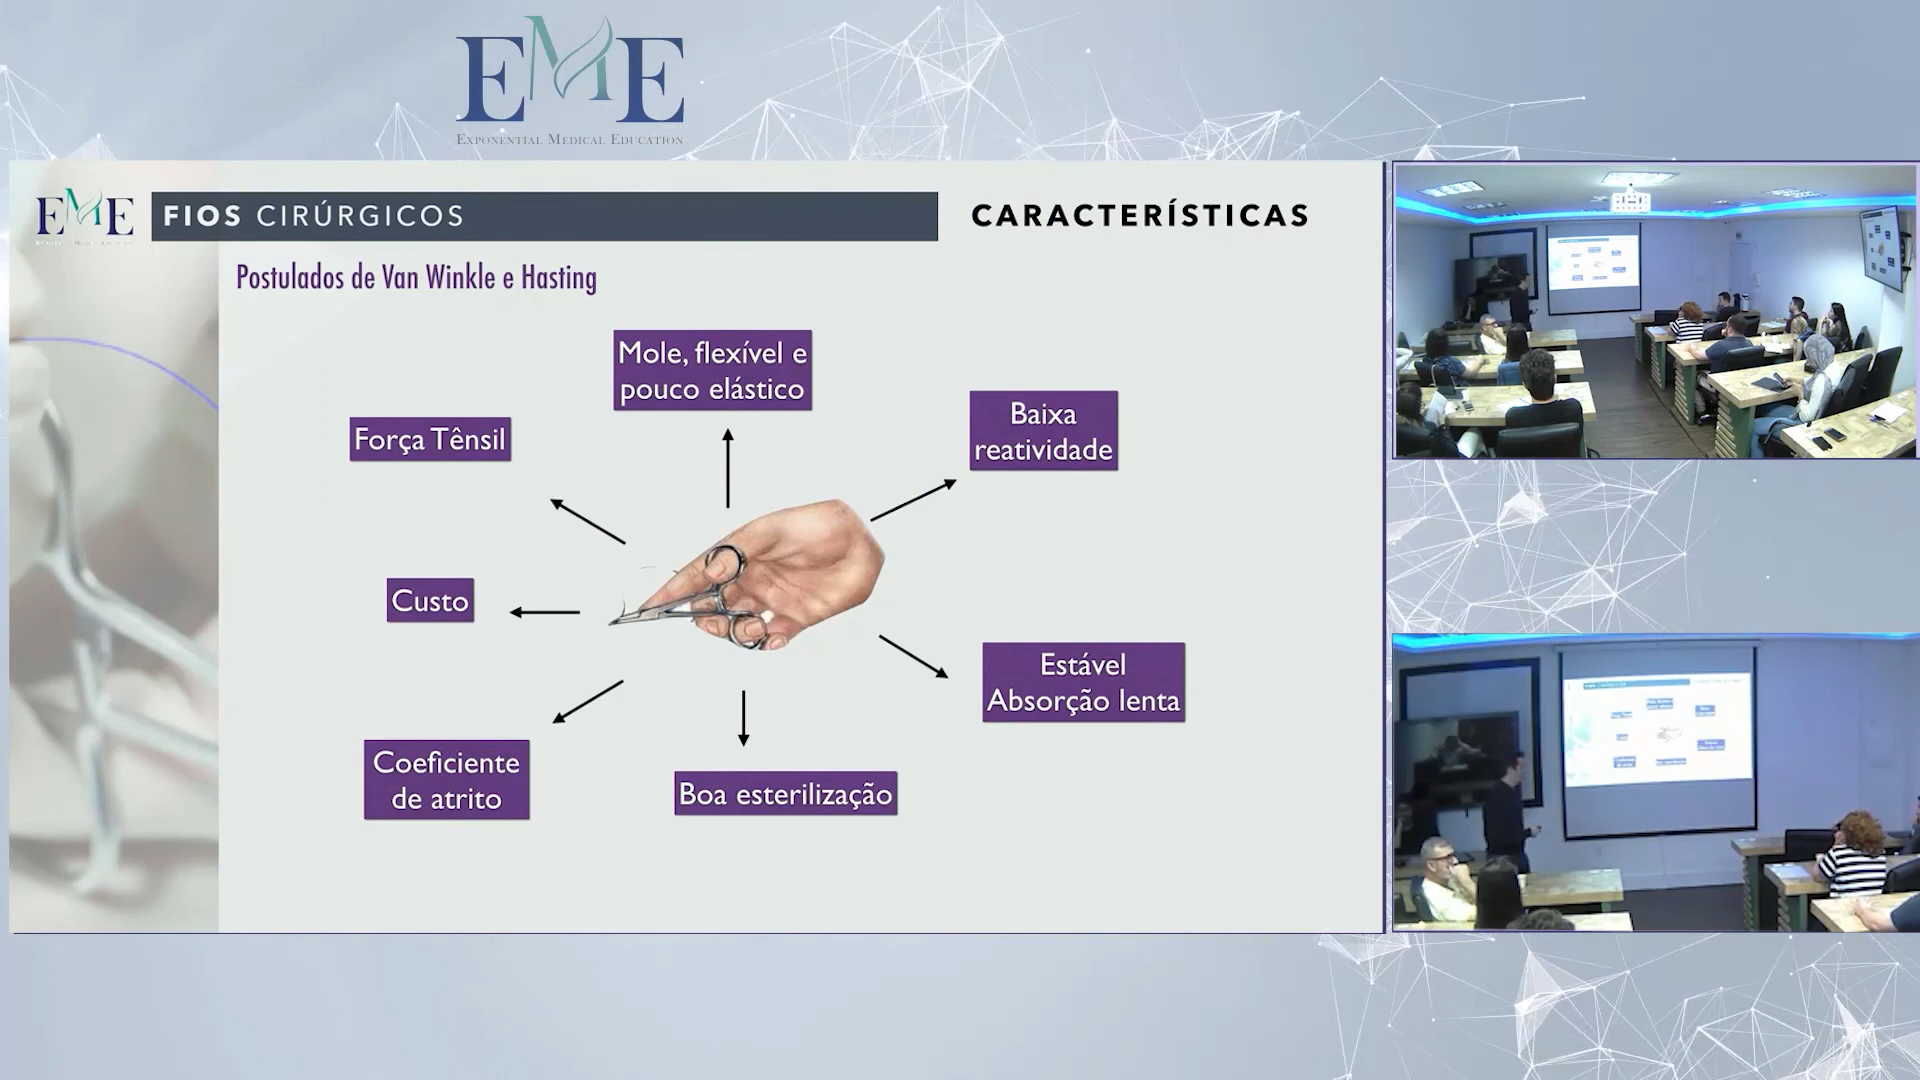 EME
EXPONENTIAL MEDICAL EDUCATION
EME
FIOS CIRÚRGICOS
CARACTERÍSTICAS
Postulados de Van Winkle e Hasting
Mole, flexível e
pouco elástico
Baixa
reatividade
Força Tênsil
Custo
Estável
Absorção lenta
Coeficiente
de atrito
Boa esterilização